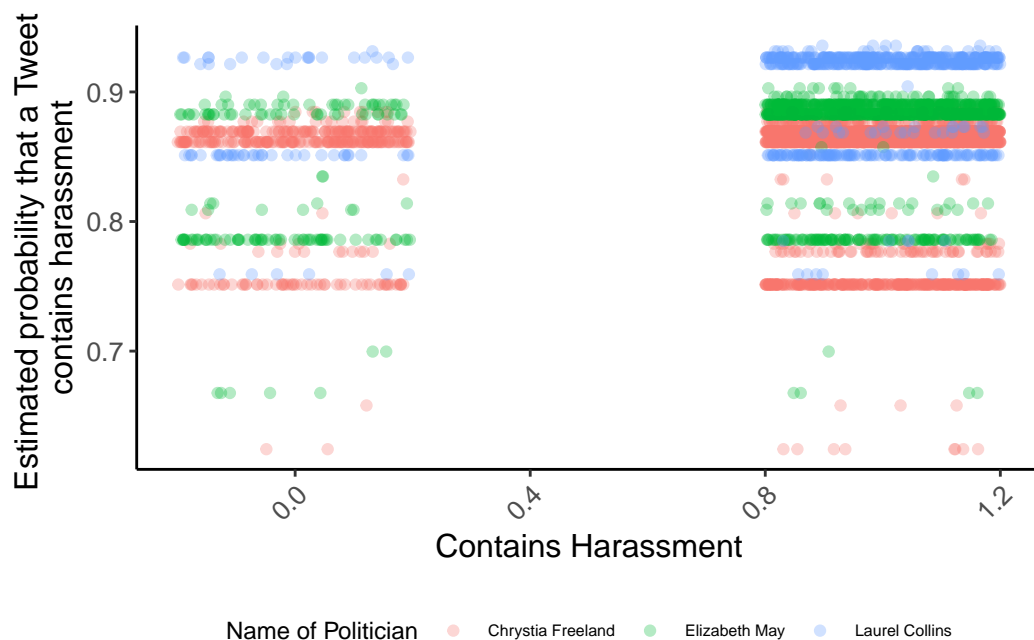 Estimated probability that a Tweet
contains harassment
0.9
0.8
0.7
0.0
0.4
0.8
1.2
Contains Harassment
Name of Politician Chrystia Freeland Elizabeth May Laurel Collins